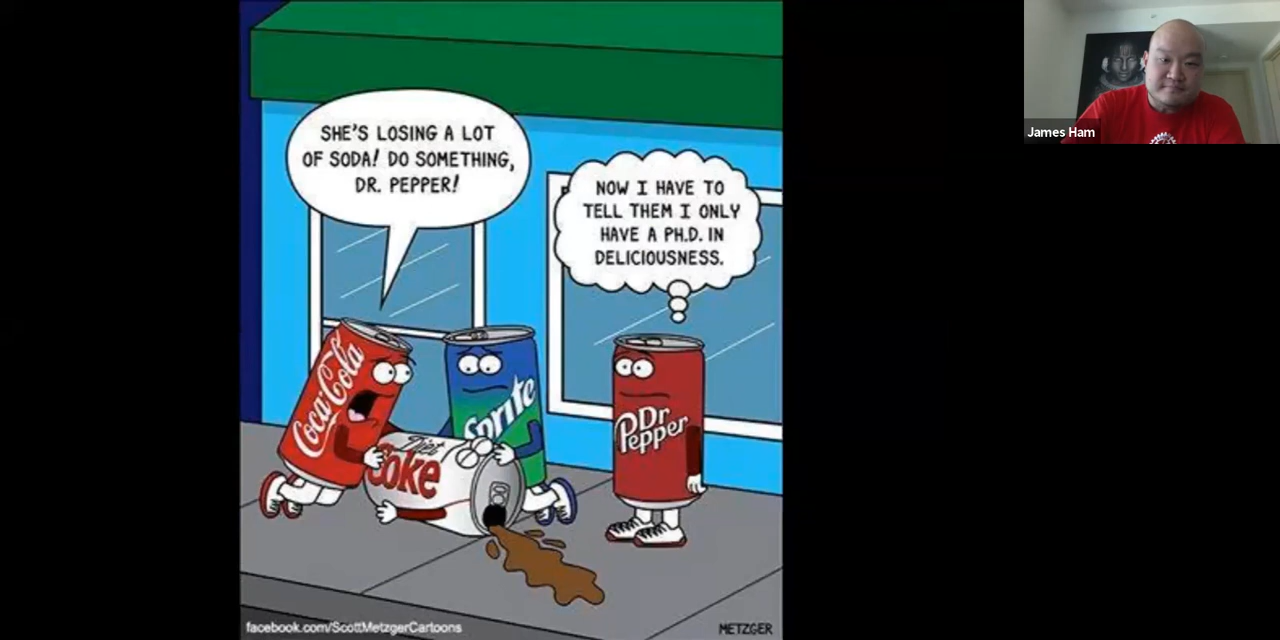 SHE'S LOSING A LOT
OF SODA! DO SOMETHING,
DR. PEPPER!
NOW I HAVE TO
TELL THEM I ONLY
HAVE A PH.D. IN
DELICIOUSNESS.
Coca-Cola
Sprite
Diet
Coke
Dr
Pepper
facebook.com/ScottMetzgerCartoons
METZGER
James Ham